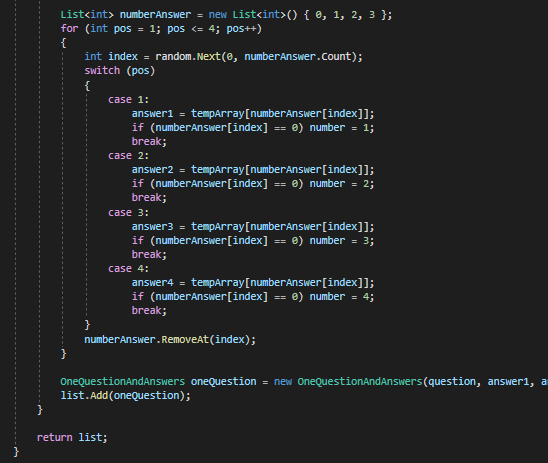 List<int> numberAnswer = new List<int>() { 0, 1, 2, 3 };
for (int pos = 1; pos <= 4; pos++)
{
int index = random.Next(0, numberAnswer.Count);
switch (pos)
{
case 1:
answer1 = tempArray[numberAnswer[index]];
if (numberAnswer[index] == 0) number = 1;
break;
case 2:
answer2 = tempArray[numberAnswer[index]];
if (numberAnswer[index] == 0) number = 2;
break;
case 3:
answer3 = tempArray[numberAnswer[index]];
if (numberAnswer[index] == 0) number = 3;
break;
case 4:
answer4 = tempArray[numberAnswer[index]];
if (numberAnswer[index] == 0) number = 4;
break;
}
numberAnswer.RemoveAt(index);
}
OneQuestionAndAnswers oneQuestion = new OneQuestionAndAnswers(question, answer1,
list.Add(oneQuestion);
}
return list;
}